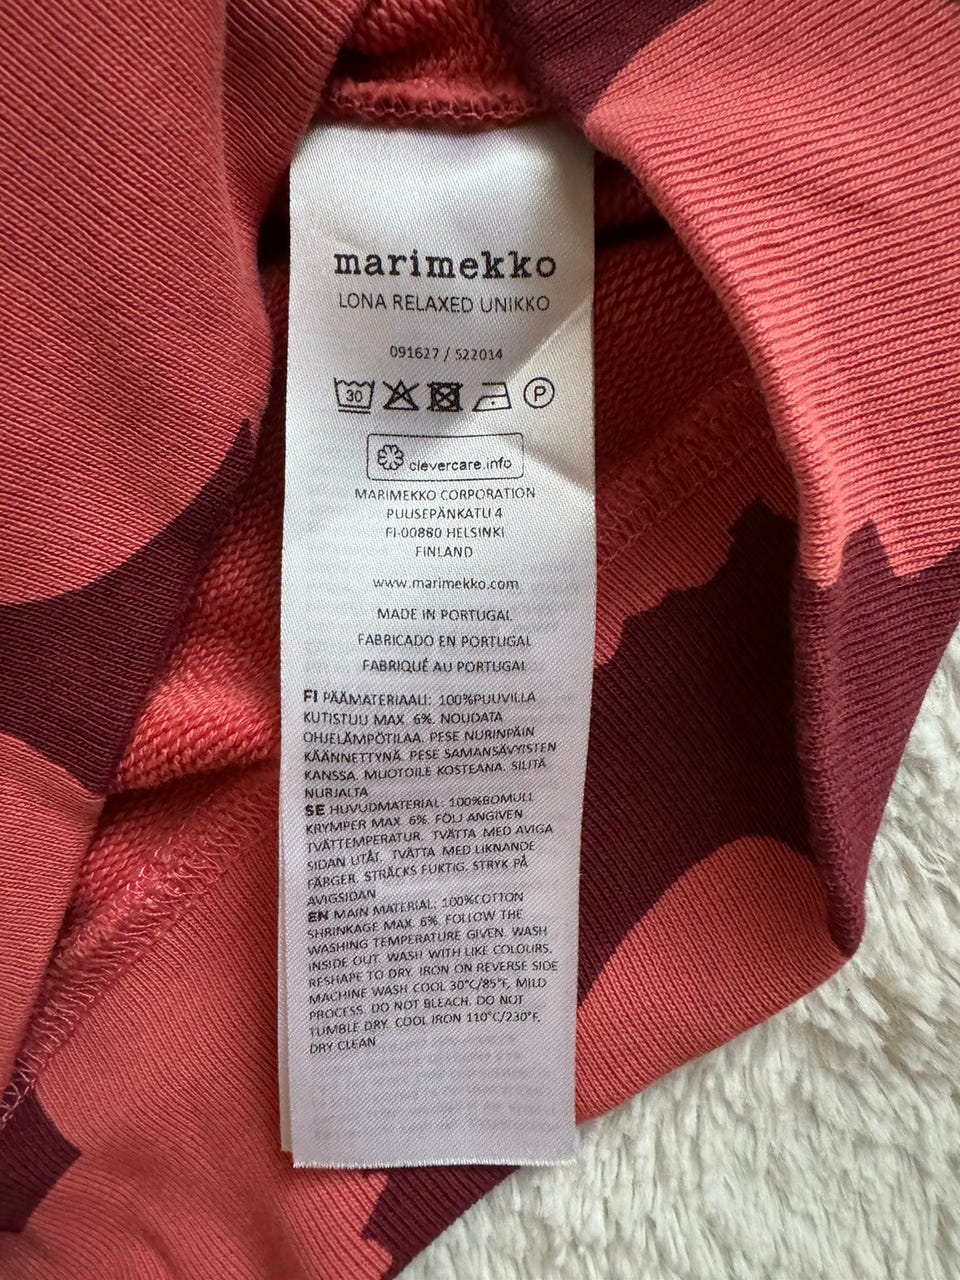 marimekko
LONA RELAXED UNIKKO
091627 / 522014
30 P
clevercare.info
MARIMEKKO CORPORATION
PUUSEPÄNKATU 4
FI-00880 HELSINKI
FINLAND
www.marimekko.com
MADE IN PORTUGAL
FABRICADO EN PORTUGAL
FABRIQUÉ AU PORTUGAL
FI PÄÄMATERIAALI: 100%PUUVILLA
KUTISTUU MAX. 6%. NOUDATA
OHJELÄMPÖTILAA. PESE NURINPÄIN
KÄÄNNETTYNÄ. PESE SAMANSÄVYISTEN
KANSSA. MUOTOILE KOSTEANA. SILITÄ
NURJALTA
SE HUVUDMATERIAL: 100%BOMULL
KRYMPER MAX. 6%. FÖLJ ANGIVEN
TVÄTTEMPERATUR. TVÄTTA MED AVIGA
SIDAN UTÅT. TVÄTTA MED LIKNANDE
FÄRGER. STRÄCKS FUKTIG. STRYK PÅ
AVIGSIDAN
EN MAIN MATERIAL: 100%COTTON
SHRINKAGE MAX. 6%. FOLLOW THE
WASHING TEMPERATURE GIVEN. WASH
INSIDE OUT. WASH WITH LIKE COLOURS.
RESHAPE TO DRY. IRON ON REVERSE SIDE
MACHINE WASH COOL 30°C/85°F, MILD
PROCESS. DO NOT BLEACH. DO NOT
TUMBLE DRY. COOL IRON 110°C/230°F.
DRY CLEAN